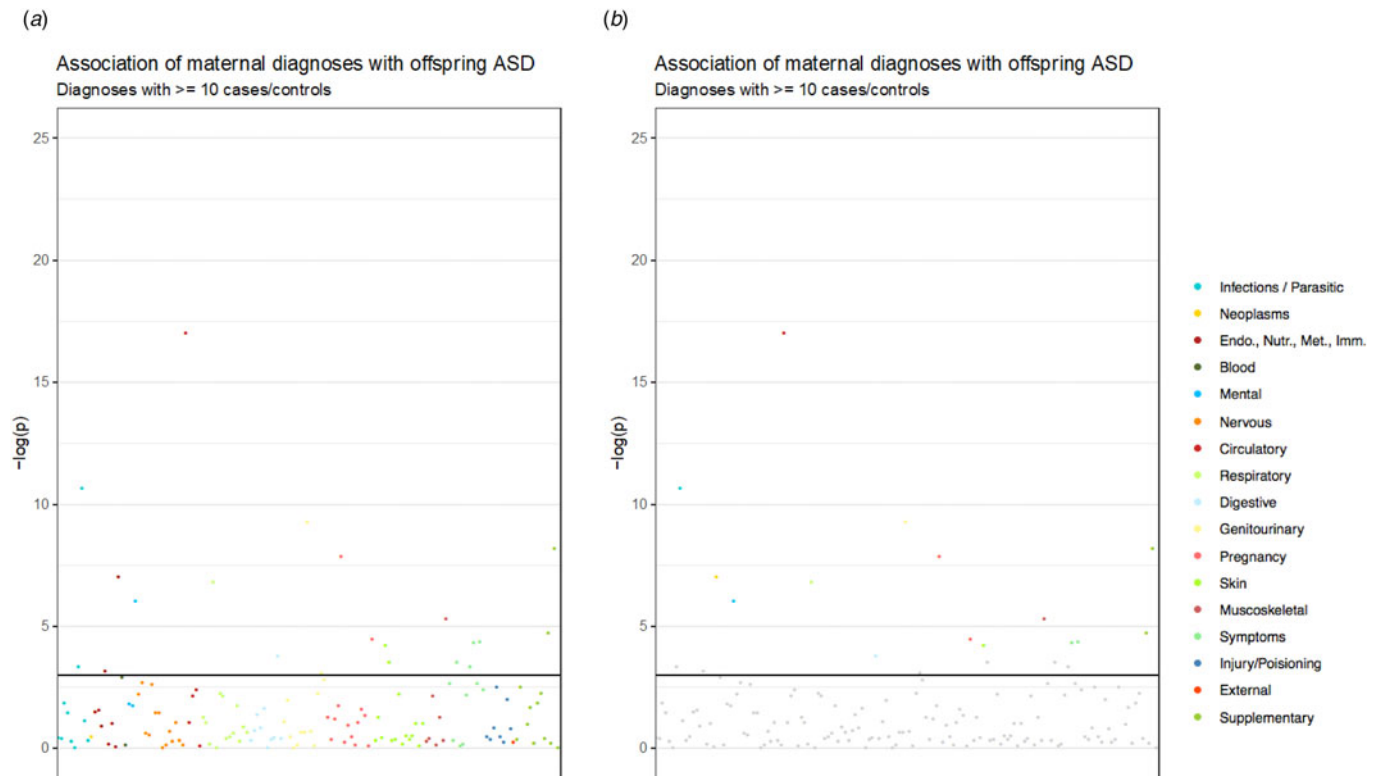 (a)
Association of maternal diagnoses with offspring ASD
Diagnoses with >= 10 cases/controls
25
20
15
10
5
0
−log(p)
(b)
Association of maternal diagnoses with offspring ASD
Diagnoses with >= 10 cases/controls
25
20
15
10
5
0
−log(p)
Infections / Parasitic
Neoplasms
Endo., Nutr., Met., Imm.
Blood
Mental
Nervous
Circulatory
Respiratory
Digestive
Genitourinary
Pregnancy
Skin
Muscoskeletal
Symptoms
Injury/Poisioning
External
Supplementary